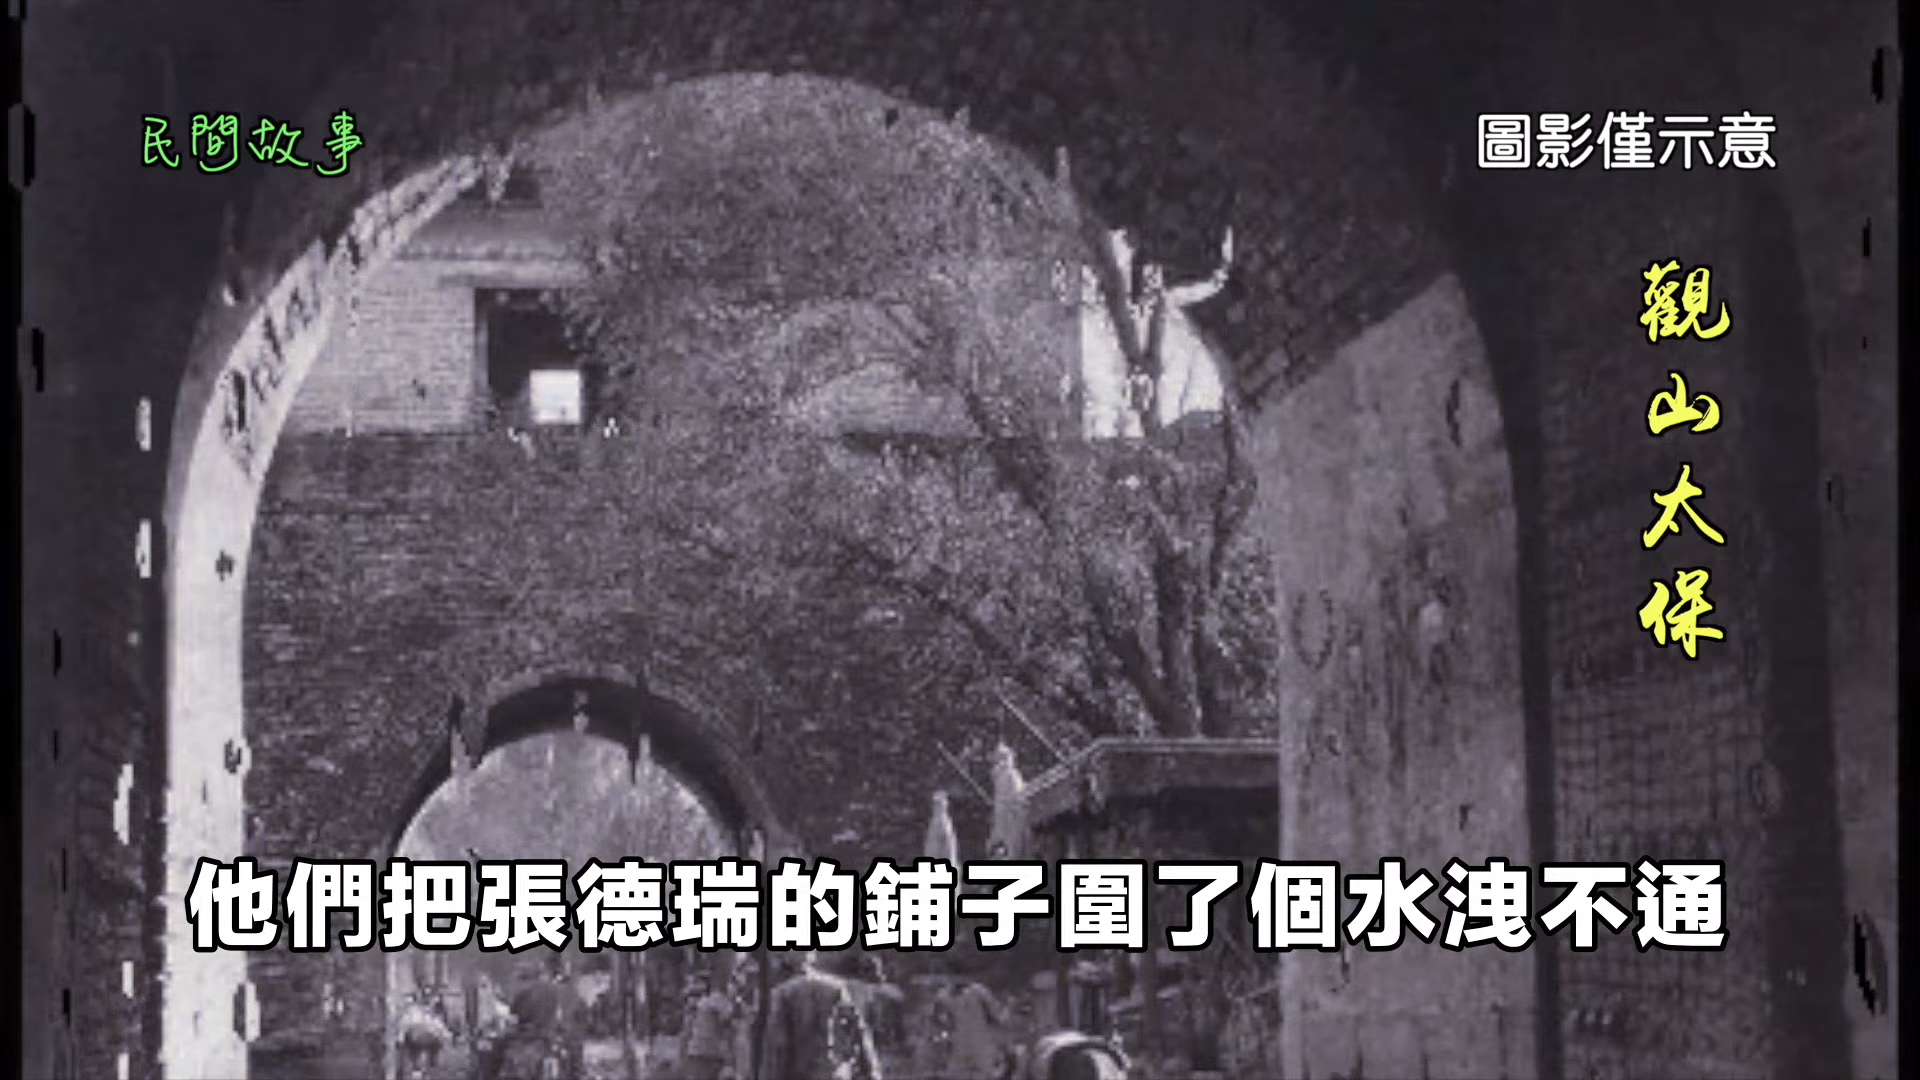 民間故事
圖影僅示意
觀山太保
他們把張德瑞的鋪子圍了個水洩不通